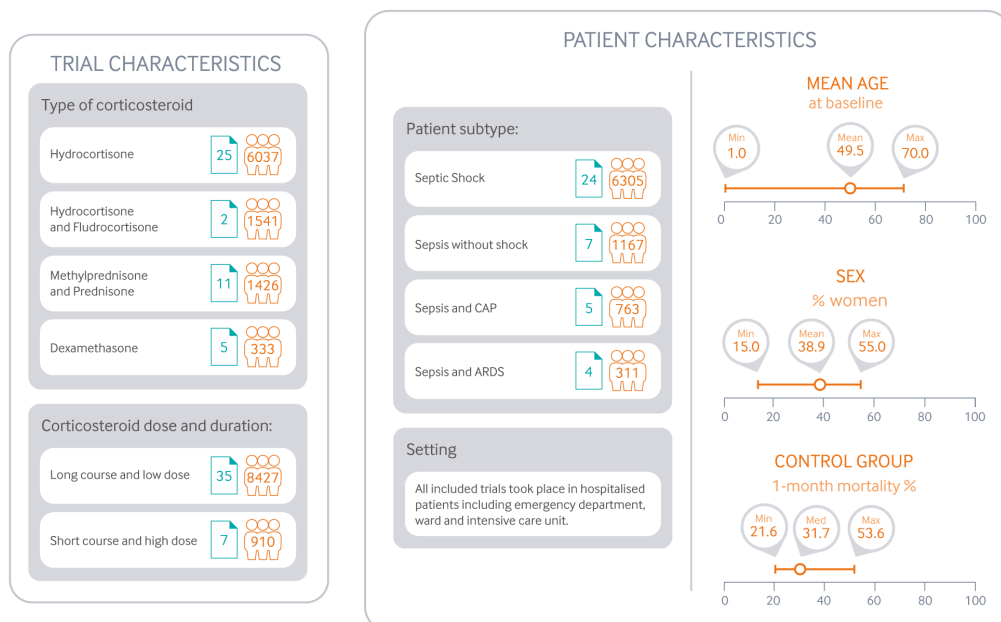 TRIAL CHARACTERISTICS
Type of corticosteroid
Hydrocortisone
25
6037
Hydrocortisone
and Fludrocortisone
2
1541
Methylprednisone
and Prednisone
11
1426
Dexamethasone
5
333
Corticosteroid dose and duration:
Long course and low dose
35
8427
Short course and high dose
7
910
PATIENT CHARACTERISTICS
Patient subtype:
Septic Shock
24
6305
Sepsis without shock
7
1167
Sepsis and CAP
5
763
Sepsis and ARDS
4
311
Setting
All included trials took place in hospitalised
patients including emergency department,
ward and intensive care unit.
MEAN AGE
at baseline
Min
1.0
Mean
49.5
Max
70.0
0 20 40 60 80 100
SEX
% women
Min
15.0
Mean
38.9
Max
55.0
0 20 40 60 80 100
CONTROL GROUP
1-month mortality %
Min
21.6
Med
31.7
Max
53.6
0 20 40 60 80 100